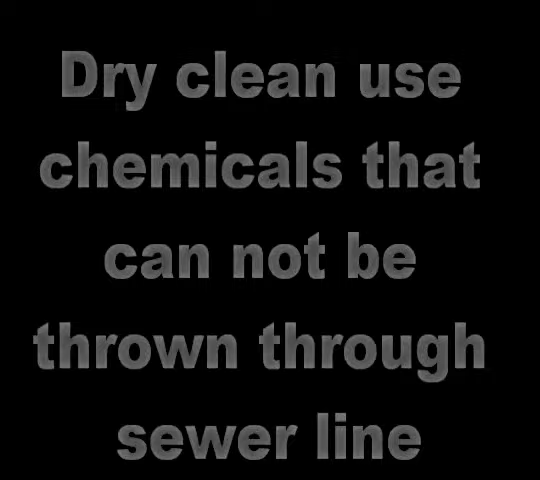 Dry clean use
chemicals that
can not be
thrown through
sewer line